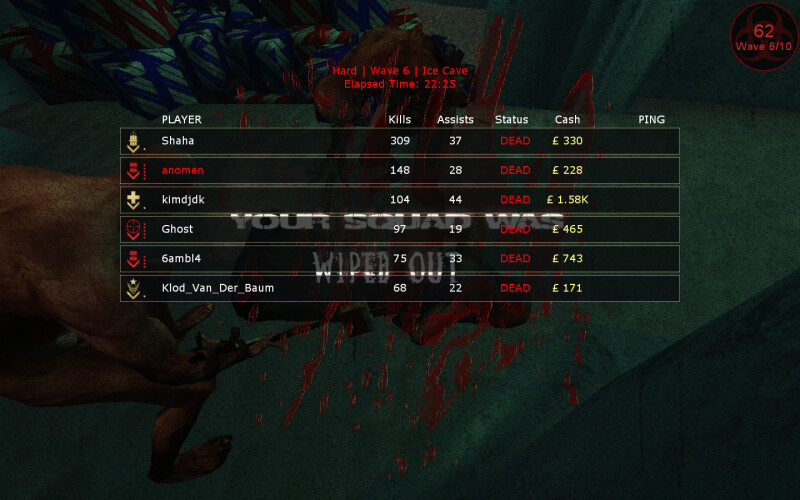 62
Wave 6/10
Hard | Wave 6 | Ice Cave
Elapsed Time: 22:25
PLAYER Kills Assists Status Cash PING
Shaha 309 37 DEAD £ 330
anomen 148 28 DEAD £ 228
kimdjdk 104 44 DEAD £ 1.58K
YOUR SQUAD WAS
Ghost 97 19 DEAD £ 465
6ambl4 75 33 DEAD £ 743
WIPED OUT
Klod_Van_Der_Baum 68 22 DEAD £ 171